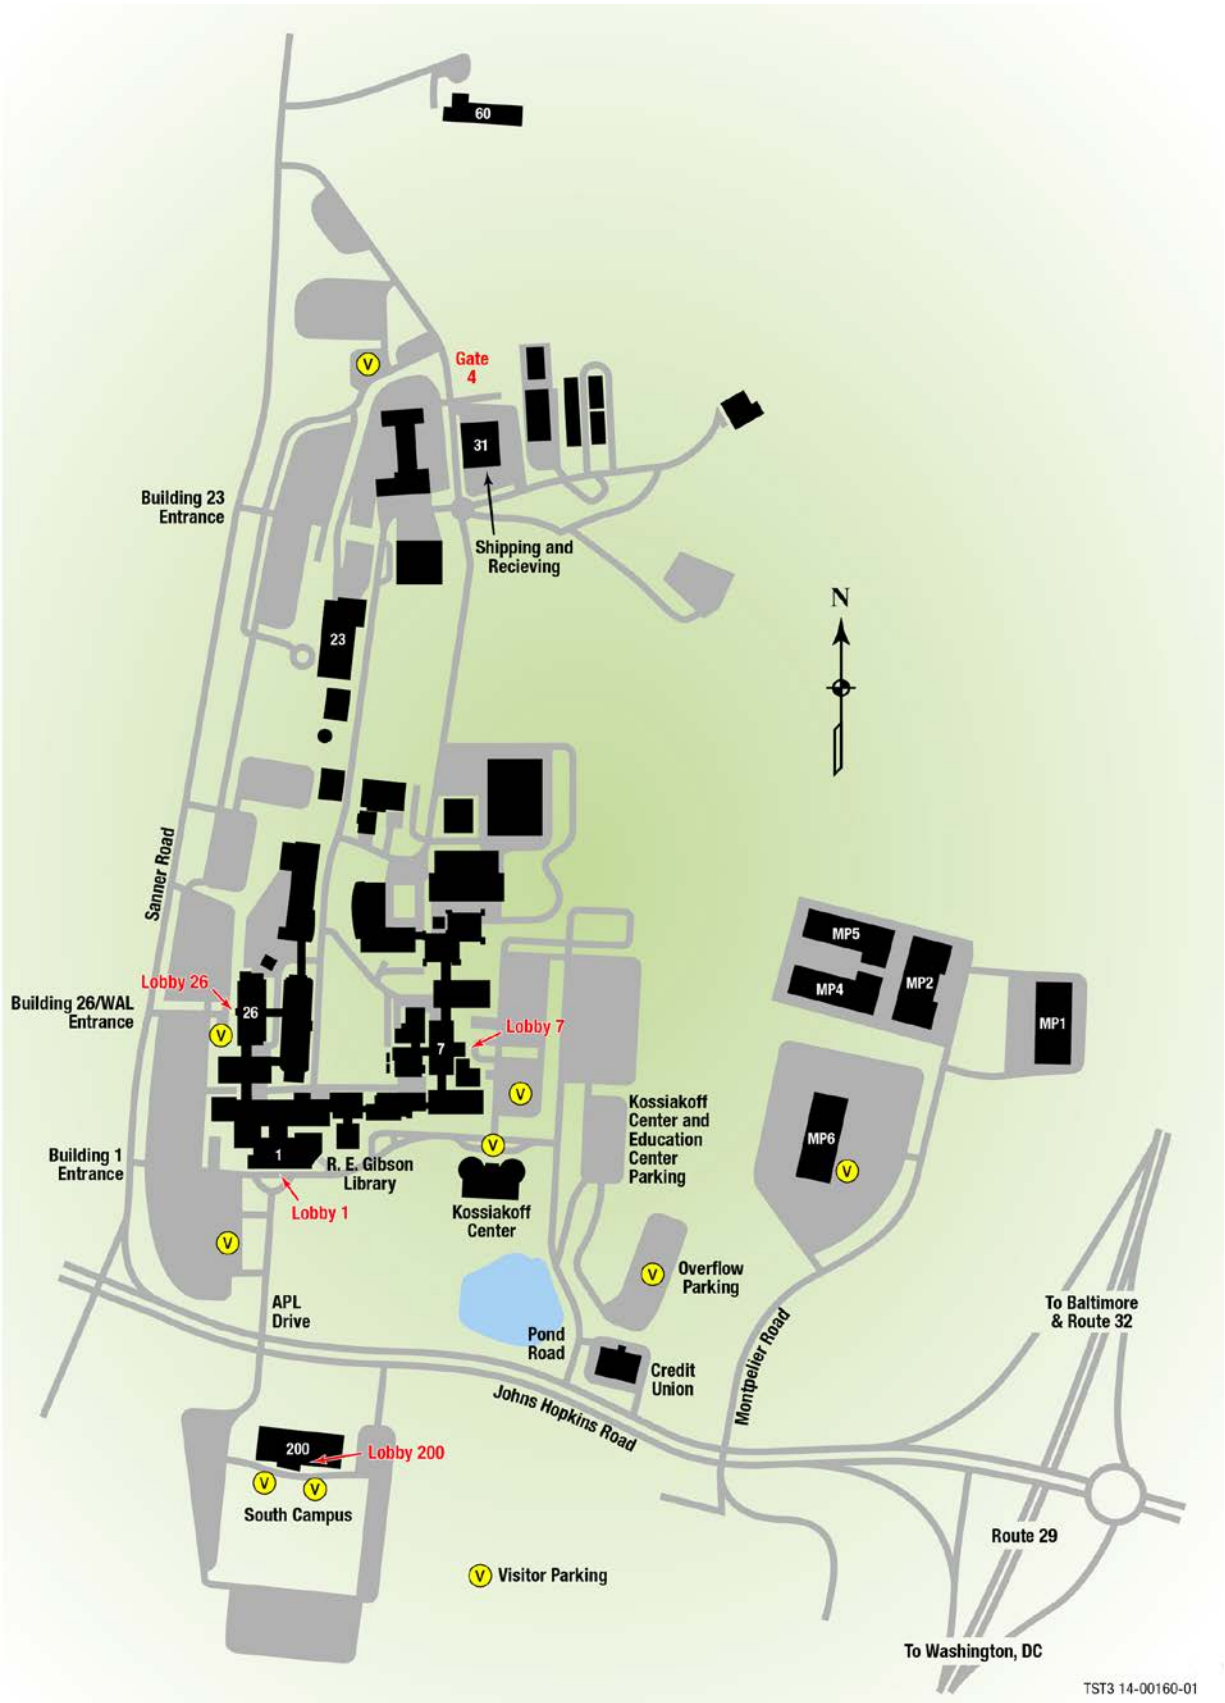 60
V
Gate
4
31
Building 23
Entrance
Shipping and
Recieving
N
23
Sanner Road
MP5
MP4
MP2
MP1
Lobby 26
26
Building 26/WAL
Entrance
V
Lobby 7
7
V
Kossiakoff
Center and
Education
Center
Parking
MP6
V
V
Building 1
Entrance
1
R. E. Gibson
Library
Lobby 1
Kossiakoff
Center
V
V
Overflow
Parking
APL
Drive
Pond
Road
Credit
Union
Montpelier Road
To Baltimore
& Route 32
Johns Hopkins Road
200
Lobby 200
V
V
South Campus
Route 29
V Visitor Parking
To Washington, DC
TST3 14-00160-01